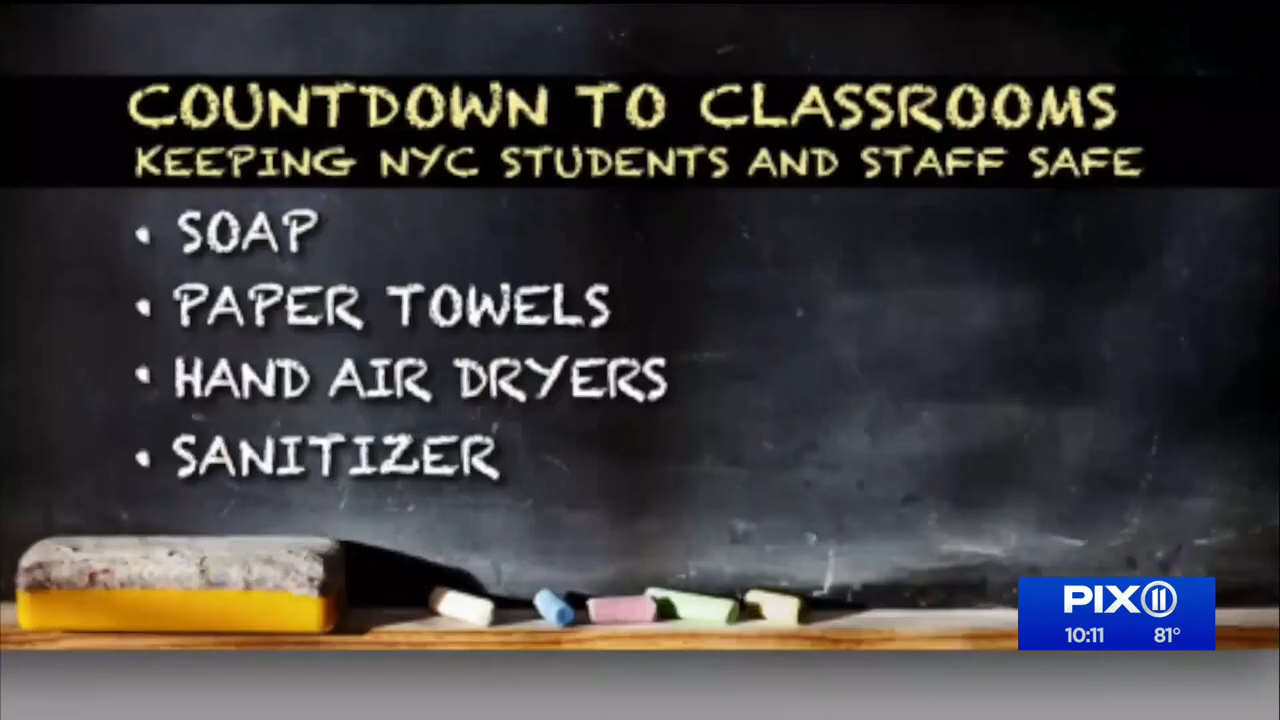 COUNTDOWN TO CLASSROOMS
KEEPING NYC STUDENTS AND STAFF SAFE
• SOAP
• PAPER TOWELS
• HAND AIR DRYERS
• SANITIZER
PIX11
10:11 81°